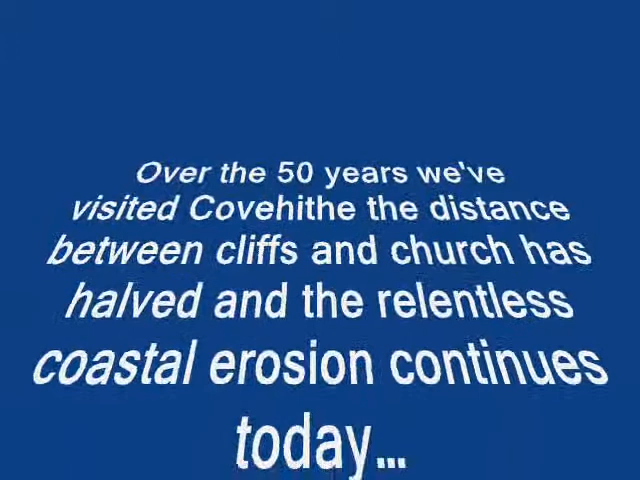 Over the 50 years we've
visited Covehithe the distance
between cliffs and church has
halved and the relentless
coastal erosion continues
today...